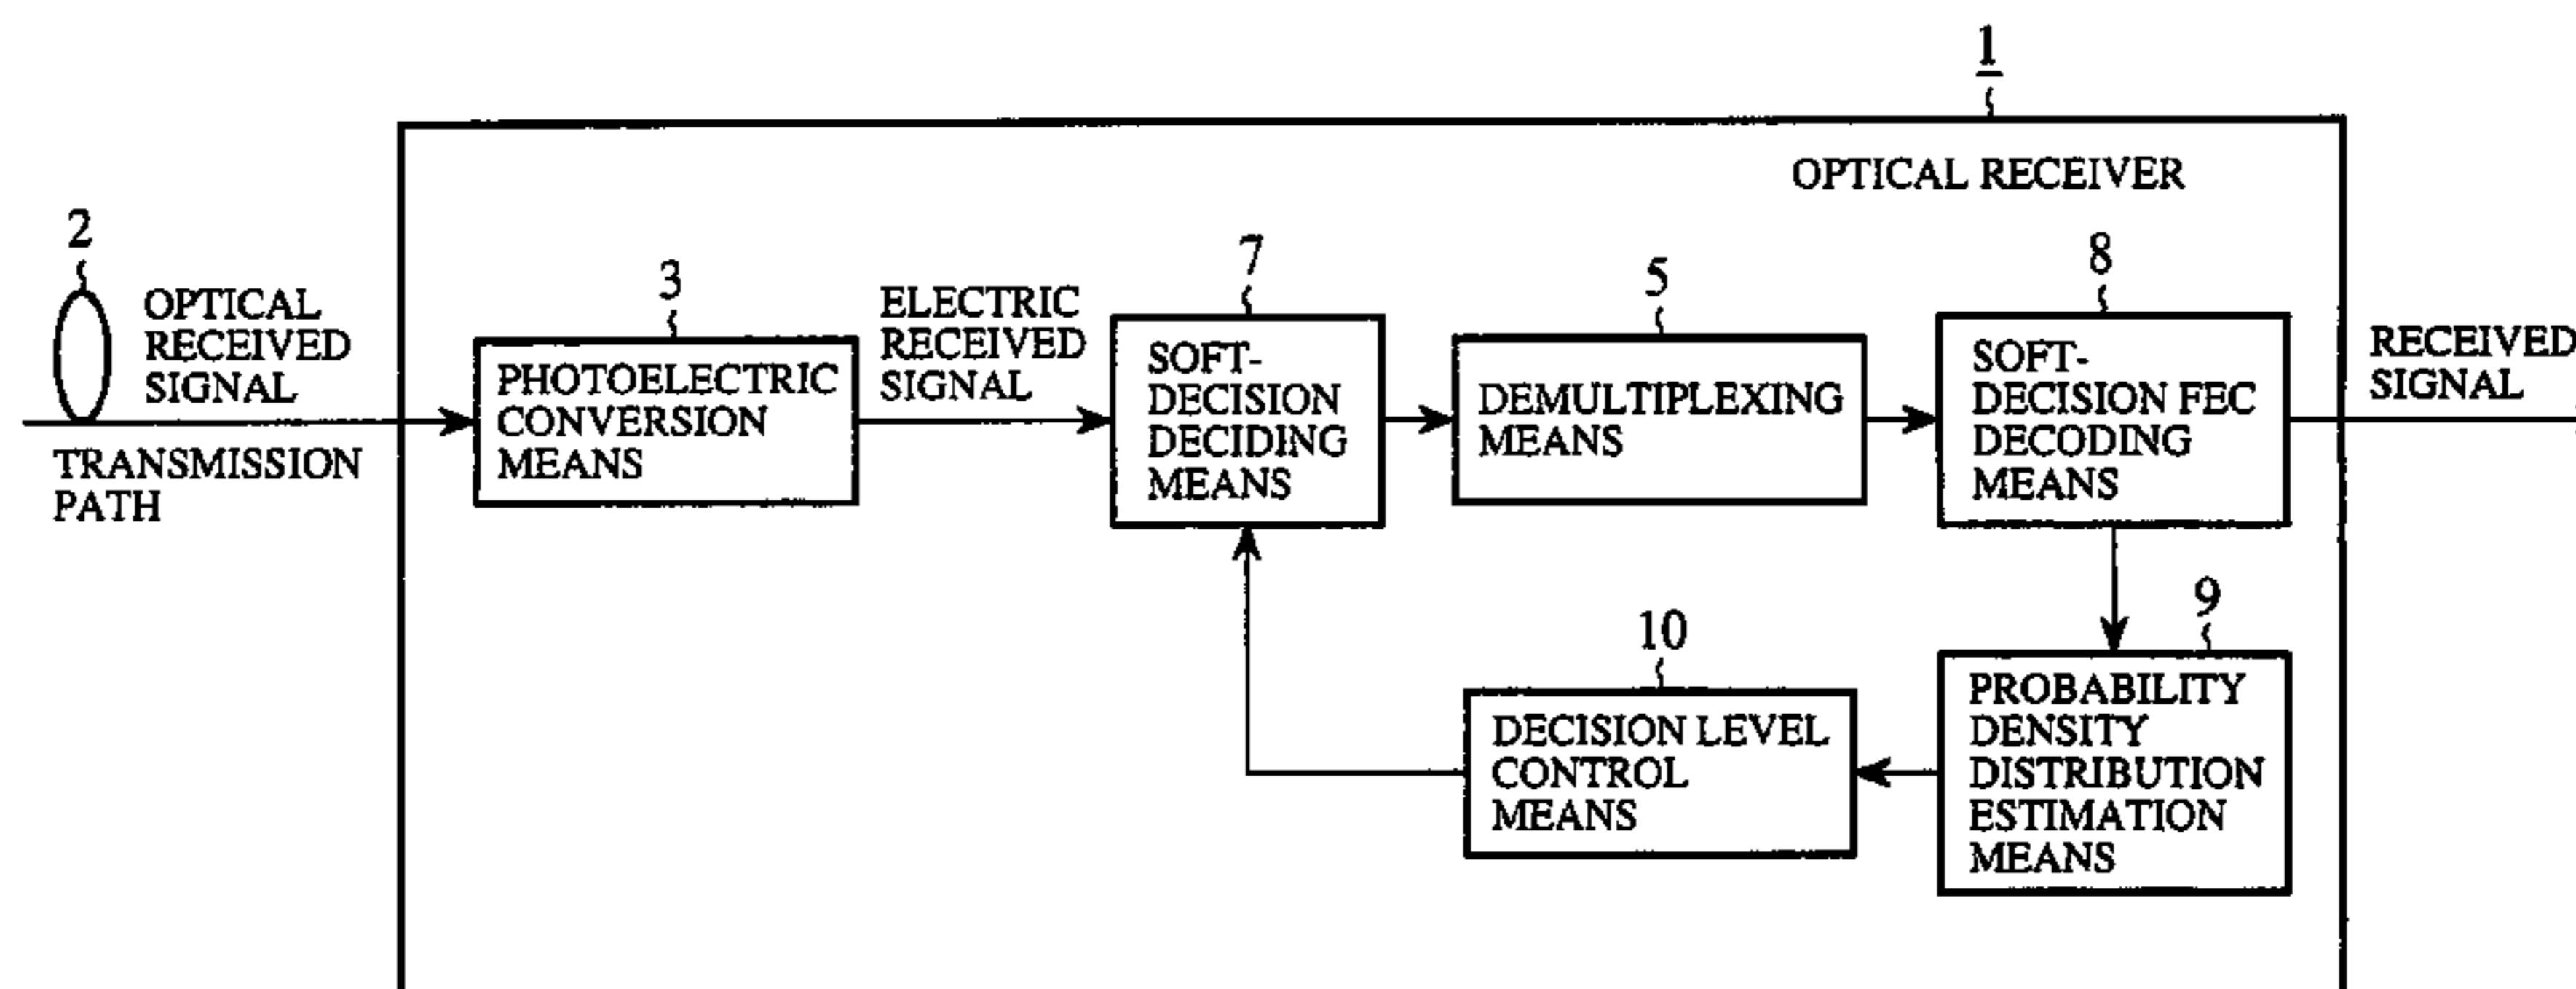 1
OPTICAL RECEIVER
2
OPTICAL
RECEIVED
SIGNAL
TRANSMISSION
PATH
3
PHOTOELECTRIC
CONVERSION
MEANS
ELECTRIC
RECEIVED
SIGNAL
7
SOFT-
DECISION
DECIDING
MEANS
5
DEMULTIPLEXING
MEANS
8
SOFT-
DECISION FEC
DECODING
MEANS
RECEIVED
SIGNAL
10
DECISION LEVEL
CONTROL
MEANS
9
PROBABILITY
DENSITY
DISTRIBUTION
ESTIMATION
MEANS